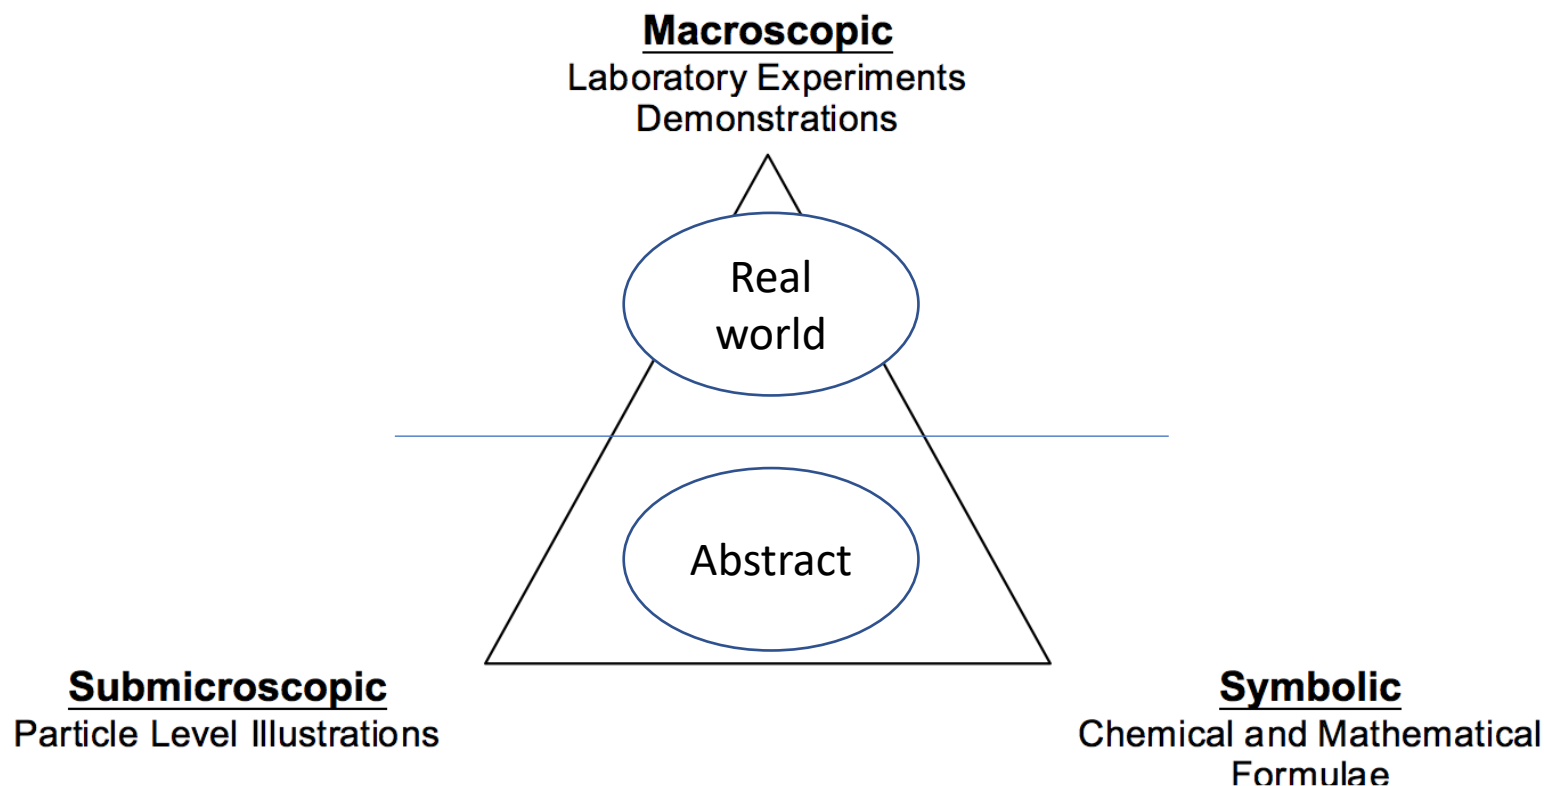 Macroscopic
Laboratory Experiments
Demonstrations
Real
world
Abstract
Submicroscopic
Particle Level Illustrations
Symbolic
Chemical and Mathematical
Formulae